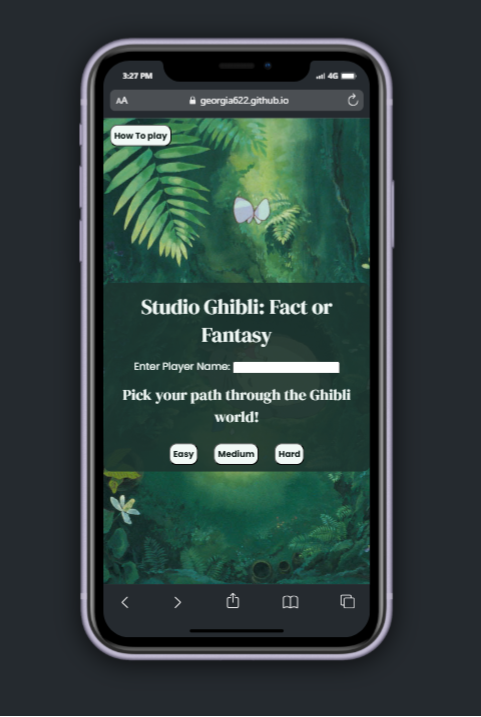 3:27 PM
4G
AA
georgia622.github.io
How To play
Studio Ghibli: Fact or
Fantasy
Enter Player Name:
Pick your path through the Ghibli
world!
Easy
Medium
Hard